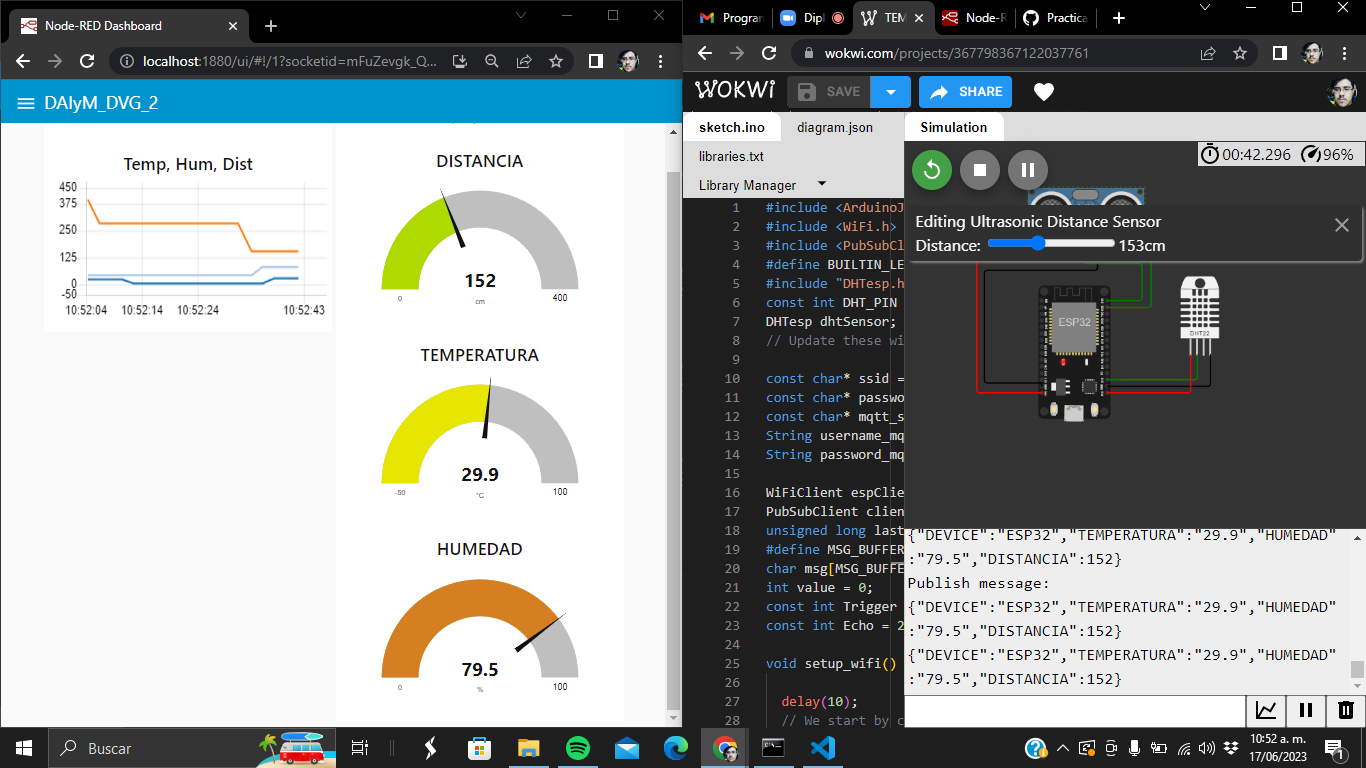 Node-RED Dashboard
localhost:1880/ui/#!/1?socketid=mFuZevgk_Q...
DAIyM_DVG_2
Temp, Hum, Dist
450
375
250
125
0
-50
10:52:04
10:52:14
10:52:24
10:52:43
DISTANCIA
152
cm
0
400
TEMPERATURA
29.9
°C
-50
100
HUMEDAD
79.5
%
0
100
Program
Dipl
TEM
Node-R
Practica
wokwi.com/projects/367798367122037761
WOKWI
SAVE
SHARE
sketch.ino
diagram.json
libraries.txt
Library Manager
Simulation
00:42.296
96%
Editing Ultrasonic Distance Sensor
Distance:
153cm
ESP32
DHT22
1 #include <ArduinoJ
2 #include <WiFi.h>
3 #include <PubSubCl
4 #define BUILTIN_LE
5 #include "DHTesp.h
6 const int DHT_PIN
7 DHTesp dhtSensor;
8 // Update these wi
9
10 const char* ssid =
11 const char* passwo
12 const char* mqtt_s
13 String username_mq
14 String password_mq
15
16 WiFiClient espClie
17 PubSubClient clien
18 unsigned long last
19 #define MSG_BUFFER
20 char msg[MSG_BUFFE
21 int value = 0;
22 const int Trigger
23 const int Echo = 2
24
25 void setup_wifi()
26
27 delay(10);
28 // We start by c
{"DEVICE":"ESP32","TEMPERATURA":"29.9","HUMEDAD"
:"79.5","DISTANCIA":152}
Publish message:
{"DEVICE":"ESP32","TEMPERATURA":"29.9","HUMEDAD"
:"79.5","DISTANCIA":152}
{"DEVICE":"ESP32","TEMPERATURA":"29.9","HUMEDAD"
:"79.5","DISTANCIA":152}
Buscar
10:52 a. m.
17/06/2023
1